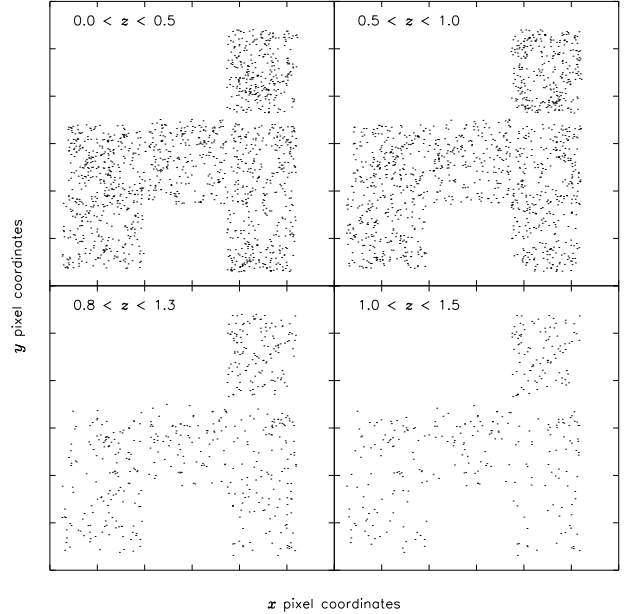 0.0 < z < 0.5
0.5 < z < 1.0
0.8 < z < 1.3
1.0 < z < 1.5
y pixel coordinates
x pixel coordinates